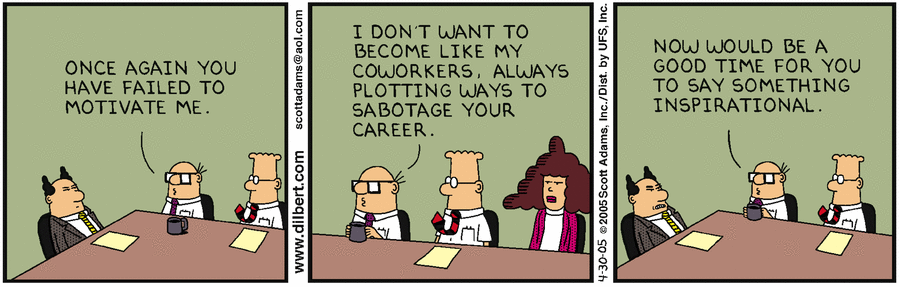 ONCE AGAIN YOU
HAVE FAILED TO
MOTIVATE ME.
www.dilbert.com
scottadams@aol.com
I DON'T WANT TO
BECOME LIKE MY
COWORKERS, ALWAYS
PLOTTING WAYS TO
SABOTAGE YOUR
CAREER.
4-30-05 © 2005 Scott Adams, Inc./Dist. by UFS, Inc.
NOW WOULD BE A
GOOD TIME FOR YOU
TO SAY SOMETHING
INSPIRATIONAL.